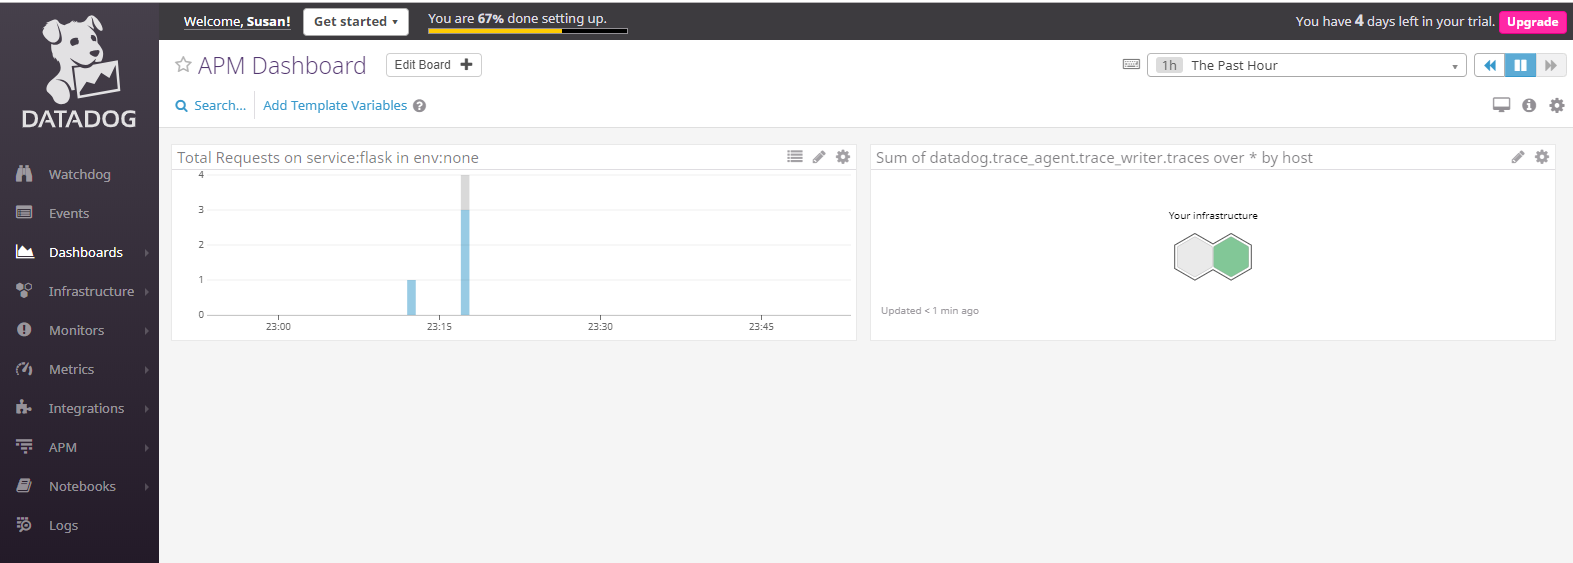 Welcome, Susan!
Get started
You are 67% done setting up.
You have 4 days left in your trial.
Upgrade
DATADOG
APM Dashboard
Edit Board
1h The Past Hour
Search...
Add Template Variables
Watchdog
Events
Dashboards
Infrastructure
Monitors
Metrics
Integrations
APM
Notebooks
Logs
Total Requests on service:flask in env:none
4
3
2
1
0
23:00 23:15 23:30 23:45
Sum of datadog.trace_agent.trace_writer.traces over * by host
Your infrastructure
Updated < 1 min ago